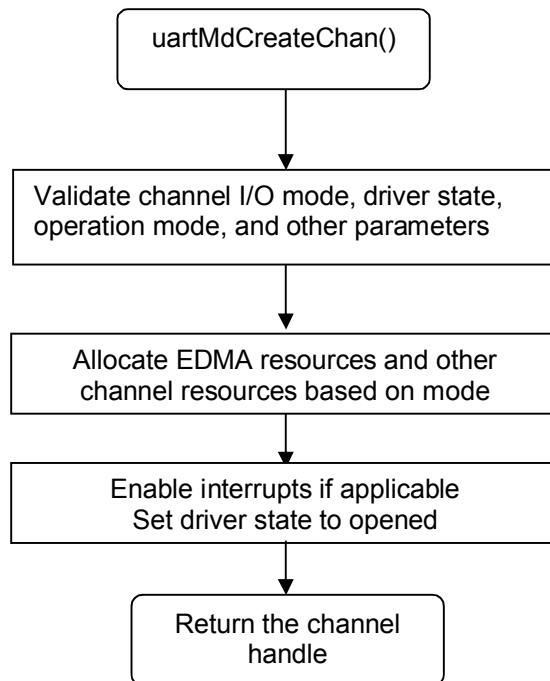 uartMdCreateChan()
Validate channel I/O mode, driver state,
operation mode, and other parameters
Allocate EDMA resources and other
channel resources based on mode
Enable interrupts if applicable
Set driver state to opened
Return the channel
handle